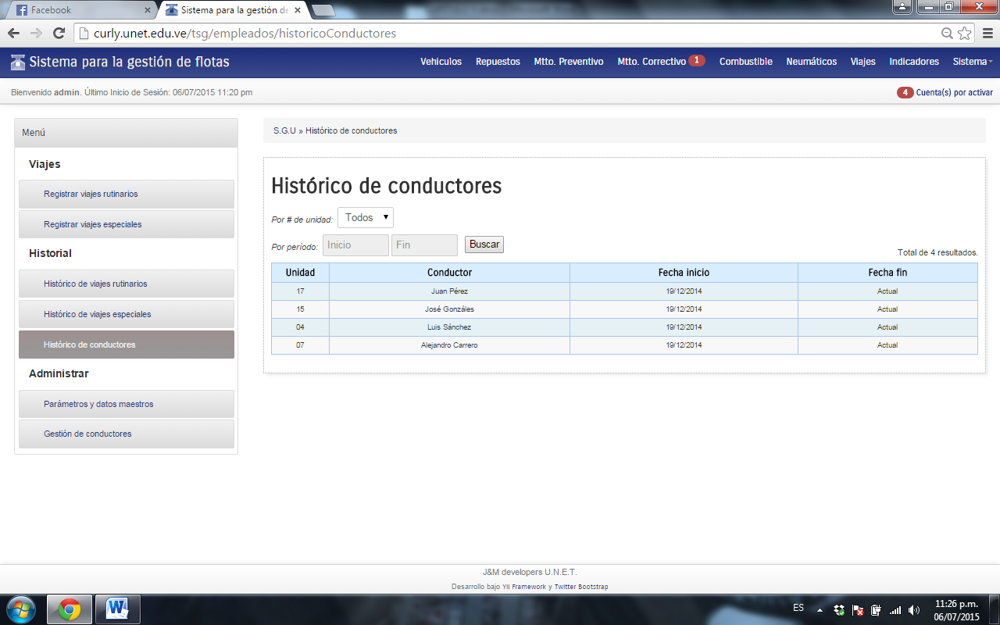 Facebook
Sistema para la gestión de
curly.unet.edu.ve/tsg/empleados/historicoConductores
Sistema para la gestión de flotas
Vehiculos Repuestos Mtto. Preventivo Mtto. Correctivo 1 Combustible Neumáticos Viajes Indicadores Sistema
Bienvenido admin. Último Inicio de Sesión: 06/07/2015 11:20 pm
4 Cuenta(s) por activar
Menú
Viajes
Registrar viajes rutinarios
Registrar viajes especiales
Historial
Histórico de viajes rutinarios
Histórico de viajes especiales
Histórico de conductores
Administrar
Parámetros y datos maestros
Gestión de conductores
S.G.U » Histórico de conductores
Histórico de conductores
Por # de unidad: Todos
Por período: Inicio Fin Buscar
Total de 4 resultados.
Unidad Conductor Fecha inicio Fecha fin
17 Juan Pérez 19/12/2014 Actual
15 José Gonzáles 19/12/2014 Actual
04 Luis Sánchez 19/12/2014 Actual
07 Alejandro Carrero 19/12/2014 Actual
J&M developers U.N.E.T.
Desarrollo bajo YII Framework y Twitter Bootstrap
ES
11:26 p.m.
06/07/2015